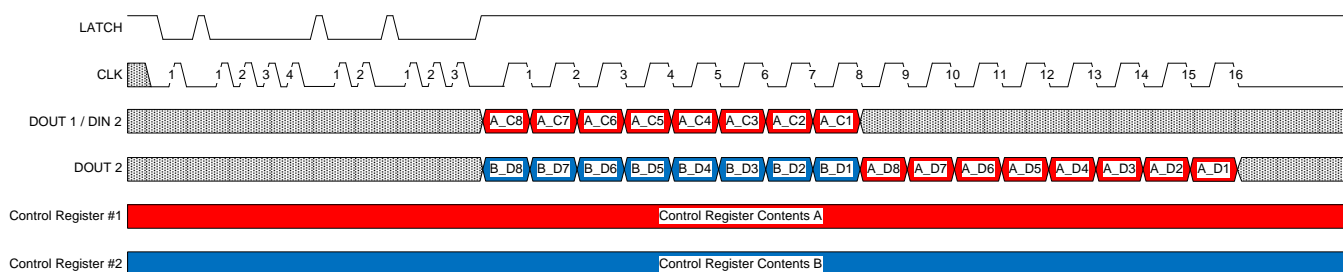 LATCH
CLK 1 1 2 3 4 1 2 1 2 3 1 2 3 4 5 6 7 8 9 10 11 12 13 14 15 16
DOUT 1 / DIN 2 A_C8 A_C7 A_C6 A_C5 A_C4 A_C3 A_C2 A_C1
DOUT 2 B_D8 B_D7 B_D6 B_D5 B_D4 B_D3 B_D2 B_D1 A_D8 A_D7 A_D6 A_D5 A_D4 A_D3 A_D2 A_D1
Control Register #1 Control Register Contents A
Control Register #2 Control Register Contents B